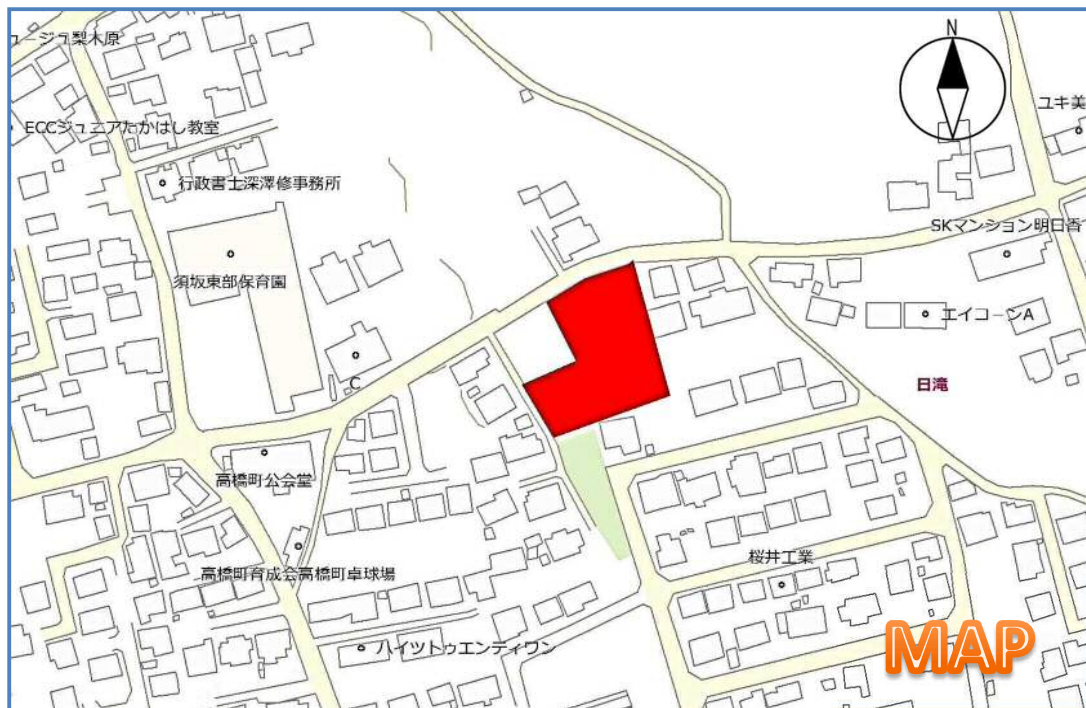 ュージュ梨木原
N
ユキ美
ECCジュニアたかはし教室
行政書士深澤修事務所
SKマンション明日香
須坂東部保育園
エイコーンA
C
日滝
高橋町公会堂
桜井工業
高橋町育成会高橋町卓球場
ハイツトゥエンティワン
MAP